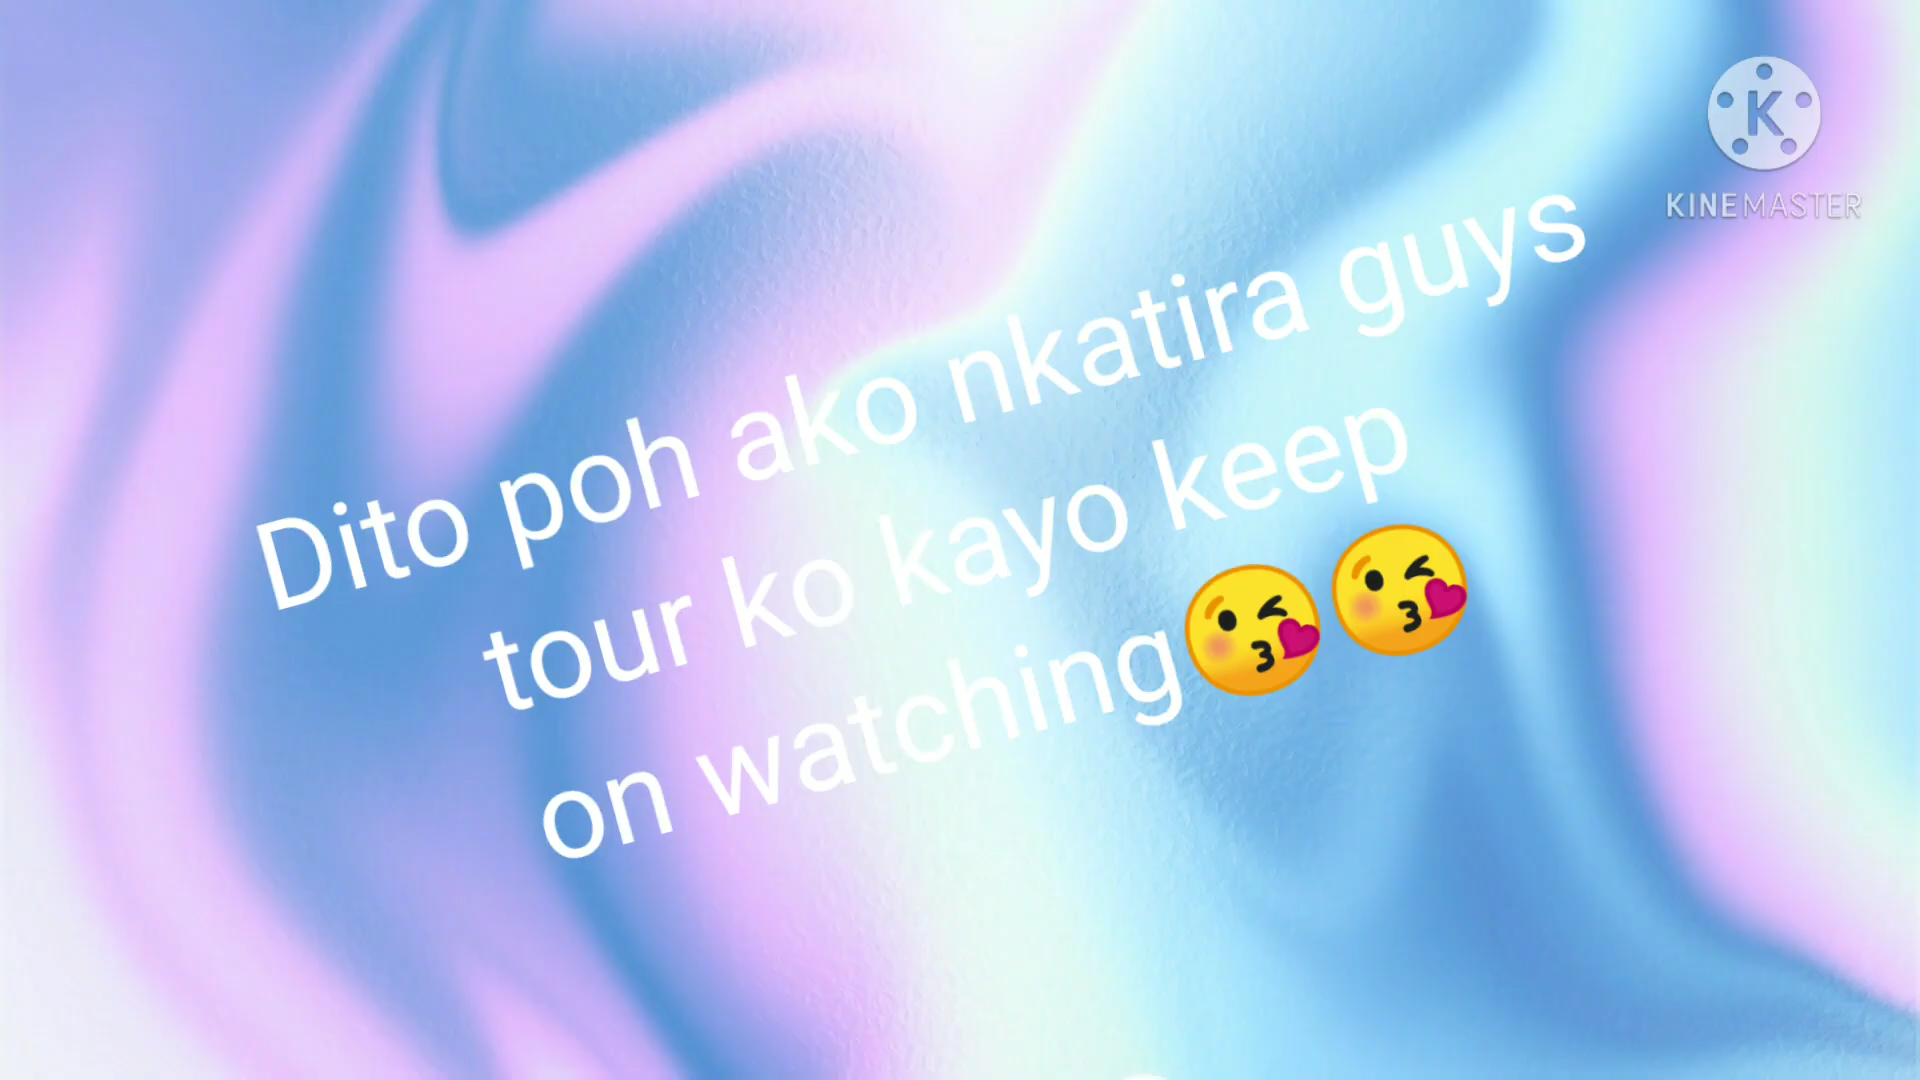 K
KINEMASTER
Dito poh ako nkatira guys
tour ko kayo keep
on watching😘😘